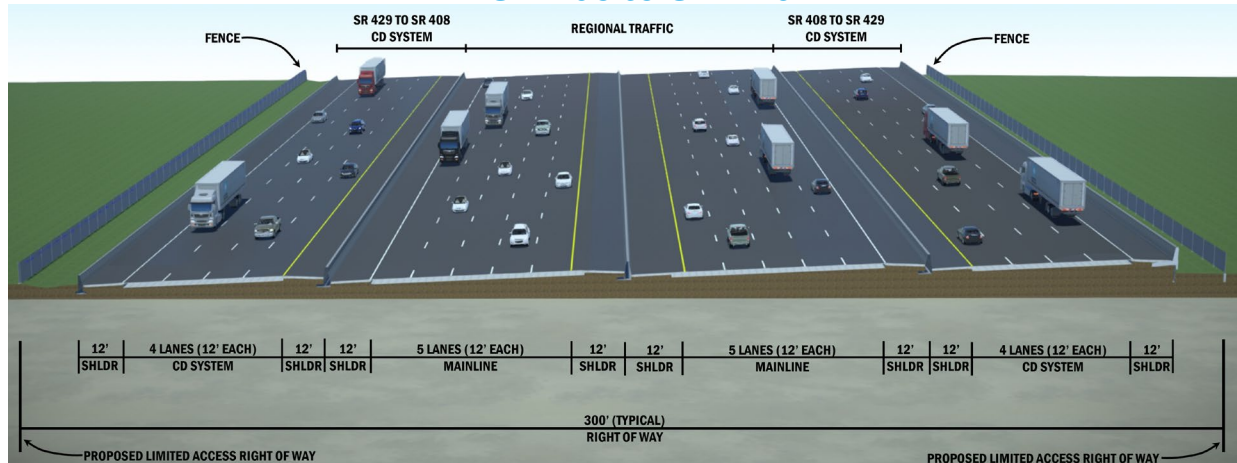 SR 429 TO SR 408
CD SYSTEM
REGIONAL TRAFFIC
SR 408 TO SR 429
CD SYSTEM
FENCE
FENCE
12'
SHLDR
4 LANES (12' EACH)
CD SYSTEM
12'
SHLDR
12'
SHLDR
5 LANES (12' EACH)
MAINLINE
12'
SHLDR
12'
SHLDR
5 LANES (12' EACH)
MAINLINE
12'
SHLDR
12'
SHLDR
4 LANES (12' EACH)
CD SYSTEM
12'
SHLDR
300' (TYPICAL)
RIGHT OF WAY
PROPOSED LIMITED ACCESS RIGHT OF WAY
PROPOSED LIMITED ACCESS RIGHT OF WAY